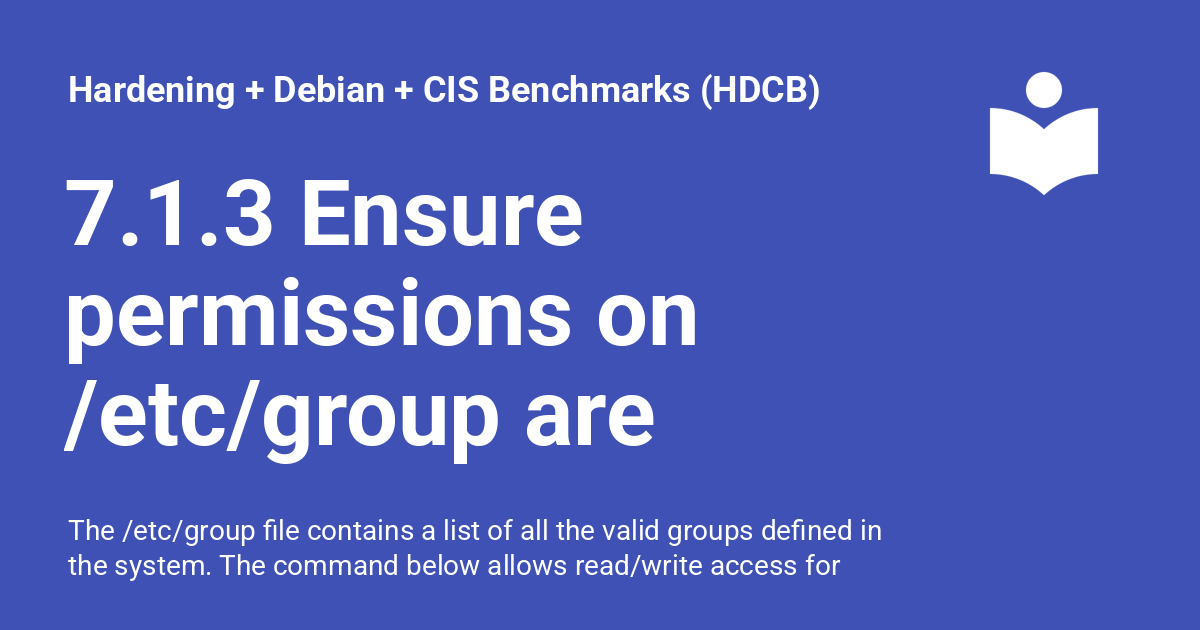 Hardening + Debian + CIS Benchmarks (HDCB)
7.1.3 Ensure
permissions on
/etc/group are
The /etc/group file contains a list of all the valid groups defined in
the system. The command below allows read/write access for